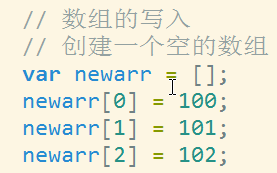 // 数组的写入
// 创建一个空的数组
var newarr = [];
newarr[0] = 100;
newarr[1] = 101;
newarr[2] = 102;